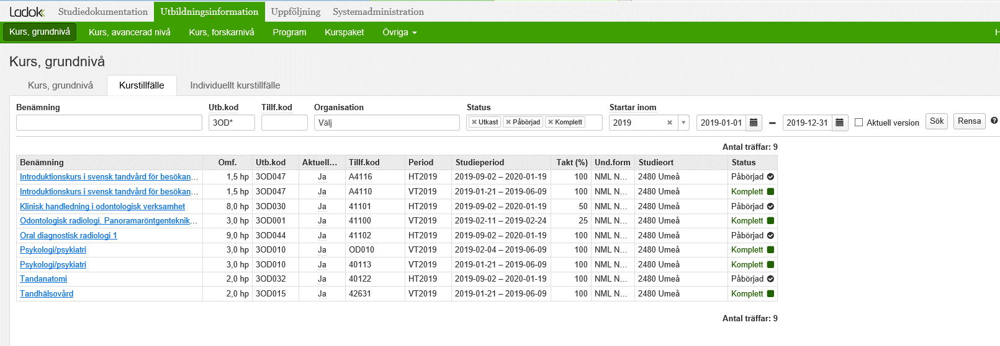 Ladok Studiedokumentation Utbildningsinformation Uppföljning Systemadministration
Kurs, grundnivå Kurs, avancerad nivå Kurs, forskarnivå Program Kurspaket Övriga H
Kurs, grundnivå
Kurs, grundnivå Kurstillfälle Individuellt kurstillfälle
Benämning Utb.kod Tillf.kod Organisation Status Startar inom
3OD* Välj × Utkast × Påbörjad × Komplett 2019 × 2019-01-01 – 2019-12-31 Aktuell version Sök Rensa ?
Antal träffar: 9
Benämning Omf. Utb.kod Aktuell... Tillf.kod Period Studieperiod Takt (%) Und.form Studieort Status
Introduktionskurs i svensk tandvård för besökan... 1,5 hp 3OD047 Ja A4116 HT2019 2019-09-02 – 2020-01-19 100 NML N... 2480 Umeå Påbörjad
Introduktionskurs i svensk tandvård för besökan... 1,5 hp 3OD047 Ja A4110 VT2019 2019-01-21 – 2019-06-09 100 NML N... 2480 Umeå Komplett
Klinisk handledning i odontologisk verksamhet 8,0 hp 3OD030 Ja 41101 HT2019 2019-09-02 – 2020-01-19 50 NML N... 2480 Umeå Påbörjad
Odontologisk radiologi. Panoramaröntgenteknik... 3,0 hp 3OD001 Ja 41100 VT2019 2019-02-11 – 2019-02-24 25 NML N... 2480 Umeå Komplett
Oral diagnostisk radiologi 1 9,0 hp 3OD044 Ja 41102 HT2019 2019-09-02 – 2020-01-19 100 NML N... 2480 Umeå Påbörjad
Psykologi/psykiatri 3,0 hp 3OD010 Ja OD010 VT2019 2019-02-04 – 2019-06-09 100 NML N... 2480 Umeå Komplett
Psykologi/psykiatri 3,0 hp 3OD010 Ja 40113 VT2019 2019-01-21 – 2019-06-09 100 NML N... 2480 Umeå Komplett
Tandanatomi 2,0 hp 3OD032 Ja 40122 HT2019 2019-09-02 – 2020-01-19 100 NML N... 2480 Umeå Påbörjad
Tandhälsovård 2,0 hp 3OD015 Ja 42631 VT2019 2019-01-21 – 2019-06-09 100 NML N... 2480 Umeå Komplett
Antal träffar: 9